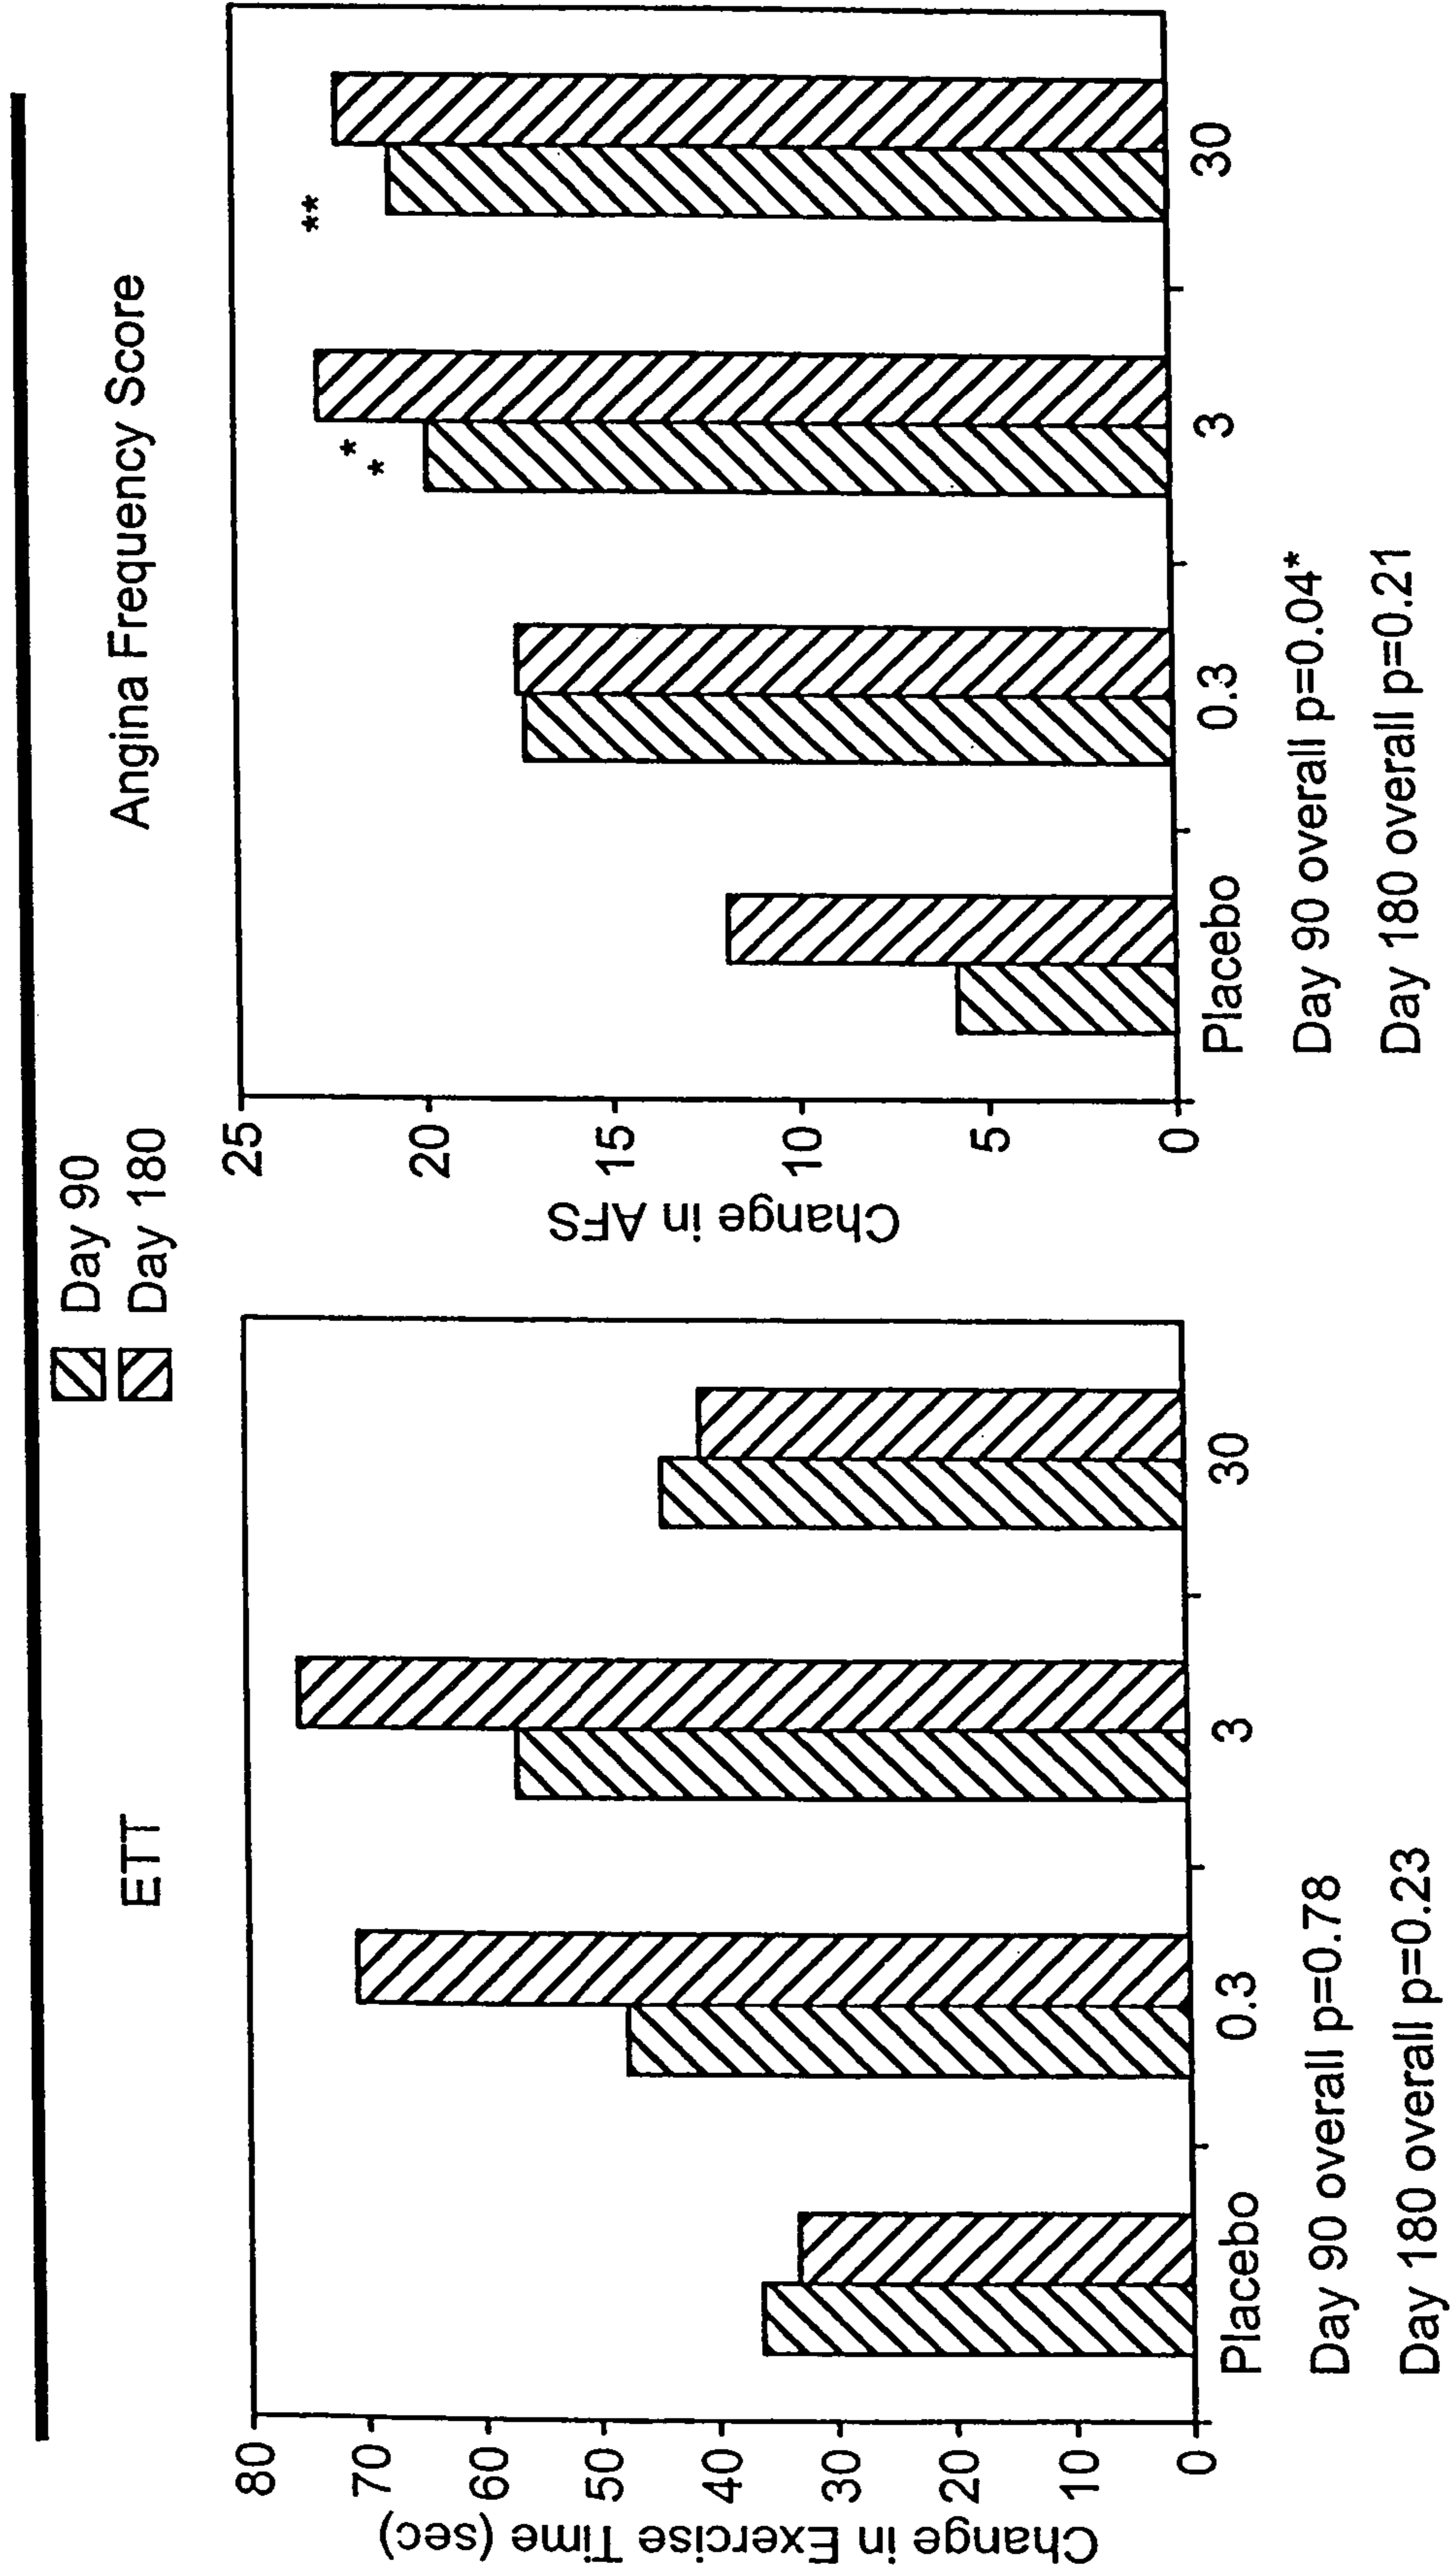 Day 90
Day 180
ETT
Change in Exercise Time (sec)
80
70
60
50
40
30
20
10
0
Placebo
0.3
3
30
Day 90 overall p=0.78
Day 180 overall p=0.23
Angina Frequency Score
Change in AFS
25
20
15
10
5
0
*
*
**
Placebo
0.3
3
30
Day 90 overall p=0.04*
Day 180 overall p=0.21